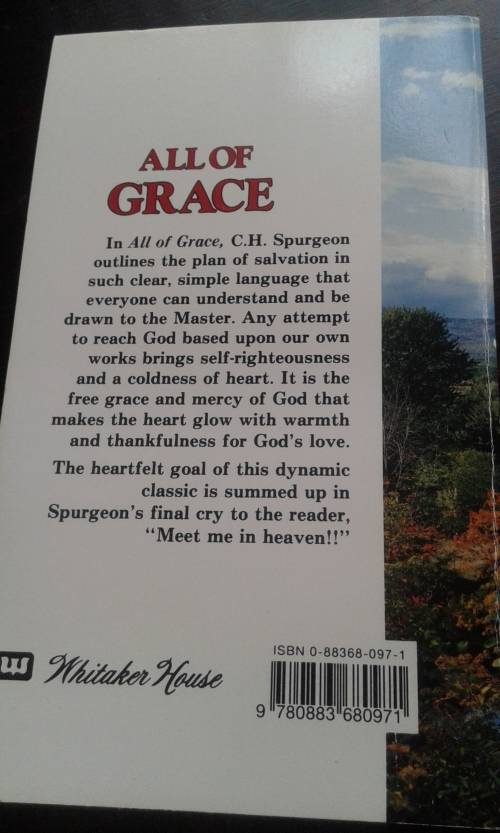 ALL OF
GRACE
In All of Grace, C.H. Spurgeon
outlines the plan of salvation in
such clear, simple language that
everyone can understand and be
drawn to the Master. Any attempt
to reach God based upon our own
works brings self-righteousness
and a coldness of heart. It is the
free grace and mercy of God that
makes the heart glow with warmth
and thankfulness for God's love.
The heartfelt goal of this dynamic
classic is summed up in
Spurgeon's final cry to the reader,
"Meet me in heaven!!"
W Whitaker House
ISBN 0-88368-097-1
9 780883 680971